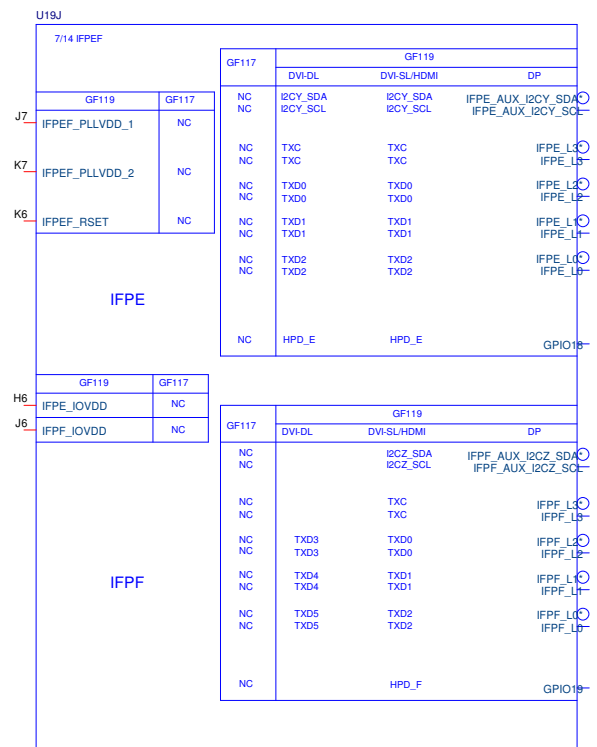 U19J
7/14 IFPEF
GF117 GF119
DVI-DL DVI-SL/HDMI DP
GF119 GF117
J7 IFPEF_PLLVDD_1 NC
K7 IFPEF_PLLVDD_2 NC
K6 IFPEF_RSET NC
NC I2CY_SDA I2CY_SDA IFPE_AUX_I2CY_SDA*
NC I2CY_SCL I2CY_SCL IFPE_AUX_I2CY_SCL
NC TXC TXC IFPE_L3*
NC TXC TXC IFPE_L3
NC TXD0 TXD0 IFPE_L2*
NC TXD0 TXD0 IFPE_L2
NC TXD1 TXD1 IFPE_L1*
NC TXD1 TXD1 IFPE_L1
NC TXD2 TXD2 IFPE_L0*
NC TXD2 TXD2 IFPE_L0
IFPE
NC HPD_E HPD_E GPIO18
GF119 GF117
H6 IFPE_IOVDD NC
J6 IFPF_IOVDD NC
GF117 GF119
DVI-DL DVI-SL/HDMI DP
NC I2CZ_SDA IFPF_AUX_I2CZ_SDA*
NC I2CZ_SCL IFPF_AUX_I2CZ_SCL
NC TXC IFPF_L3*
NC TXC IFPF_L3
NC TXD3 TXD0 IFPF_L2*
NC TXD3 TXD0 IFPF_L2
NC TXD4 TXD1 IFPF_L1*
NC TXD4 TXD1 IFPF_L1
IFPF
NC TXD5 TXD2 IFPF_L0*
NC TXD5 TXD2 IFPF_L0
NC HPD_F GPIO19